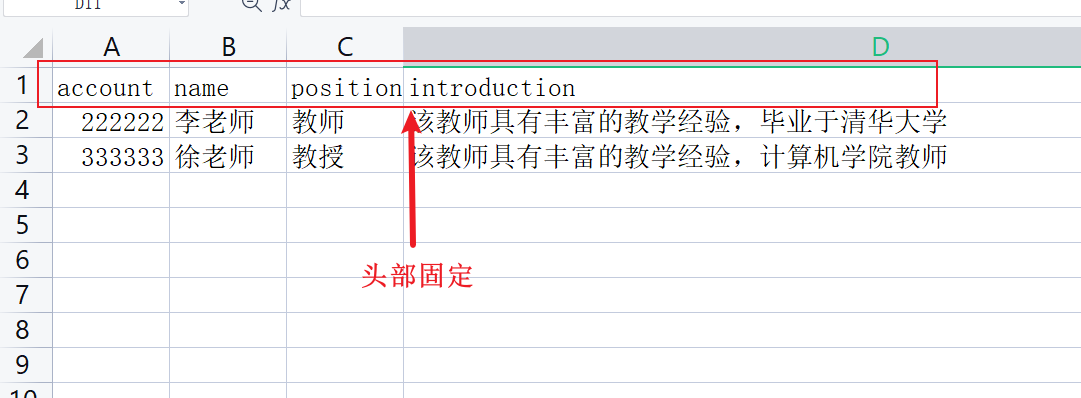 D11 fx
A B C D
1 account name position introduction
2 222222 李老师 教师 该教师具有丰富的教学经验，毕业于清华大学
3 333333 徐老师 教授 该教师具有丰富的教学经验，计算机学院教师
4
5
6
头部固定
7
8
9
10